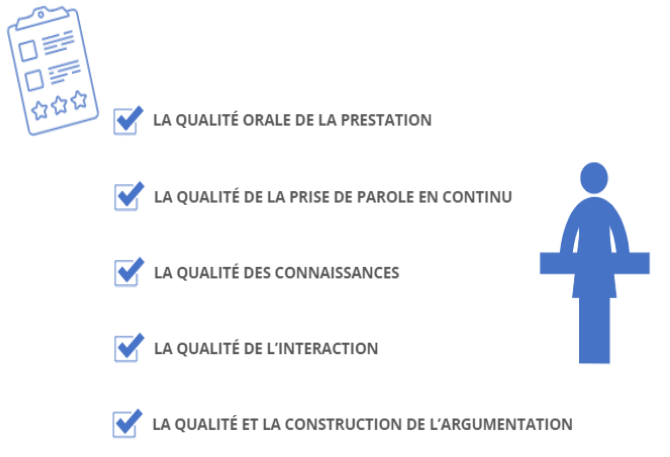 LA QUALITÉ ORALE DE LA PRESTATION
LA QUALITÉ DE LA PRISE DE PAROLE EN CONTINU
LA QUALITÉ DES CONNAISSANCES
LA QUALITÉ DE L’INTERACTION
LA QUALITÉ ET LA CONSTRUCTION DE L’ARGUMENTATION